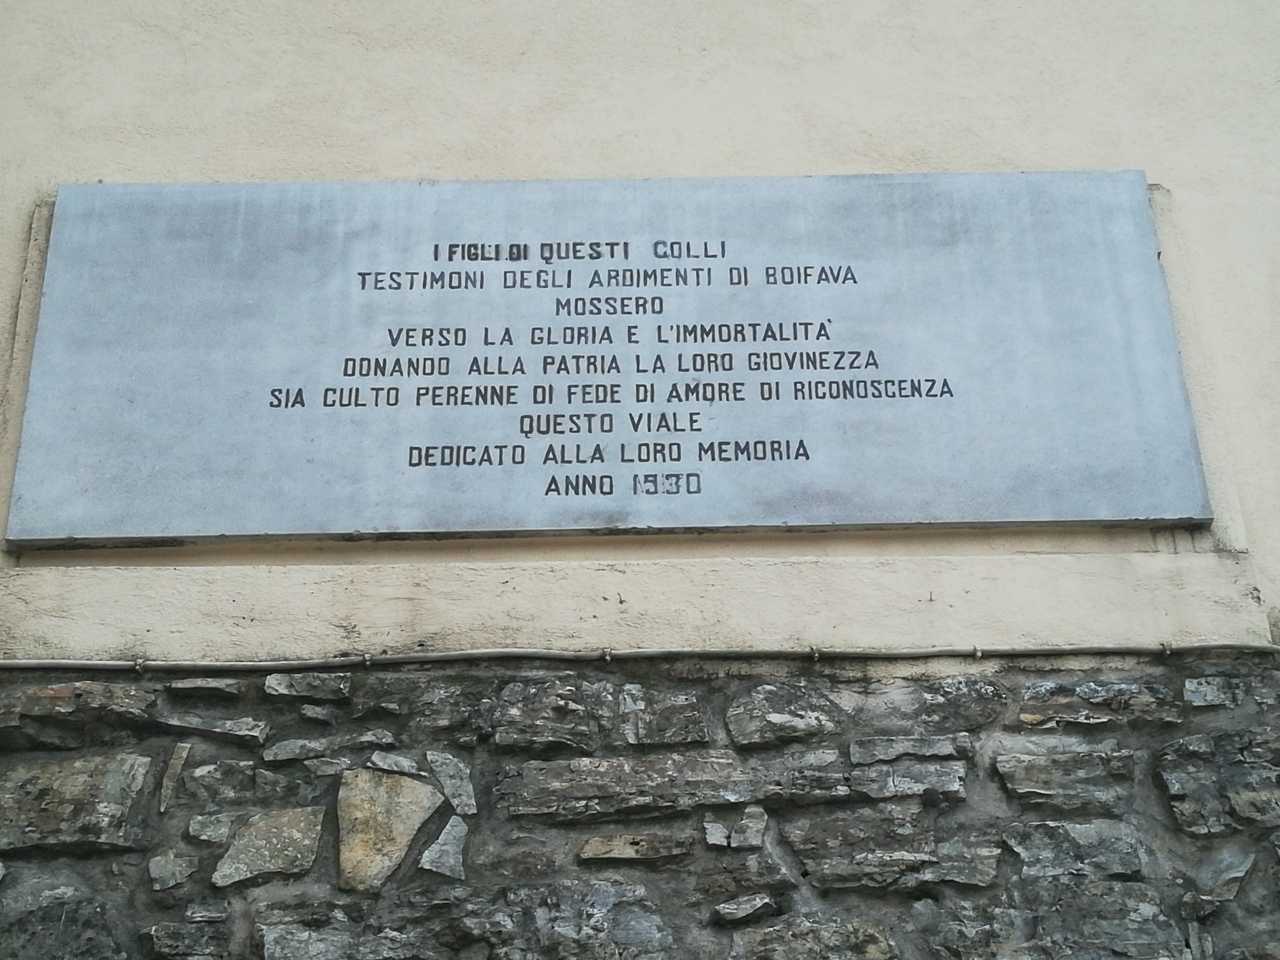 I FIGLI DI QUESTI COLLI
TESTIMONI DEGLI ARDIMENTI DI BOIFAVA
MOSSERO
VERSO LA GLORIA E L'IMMORTALITÀ
DONANDO ALLA PATRIA LA LORO GIOVINEZZA
SIA CULTO PERENNE DI FEDE DI AMORE DI RICONOSCENZA
QUESTO VIALE
DEDICATO ALLA LORO MEMORIA
ANNO 1930